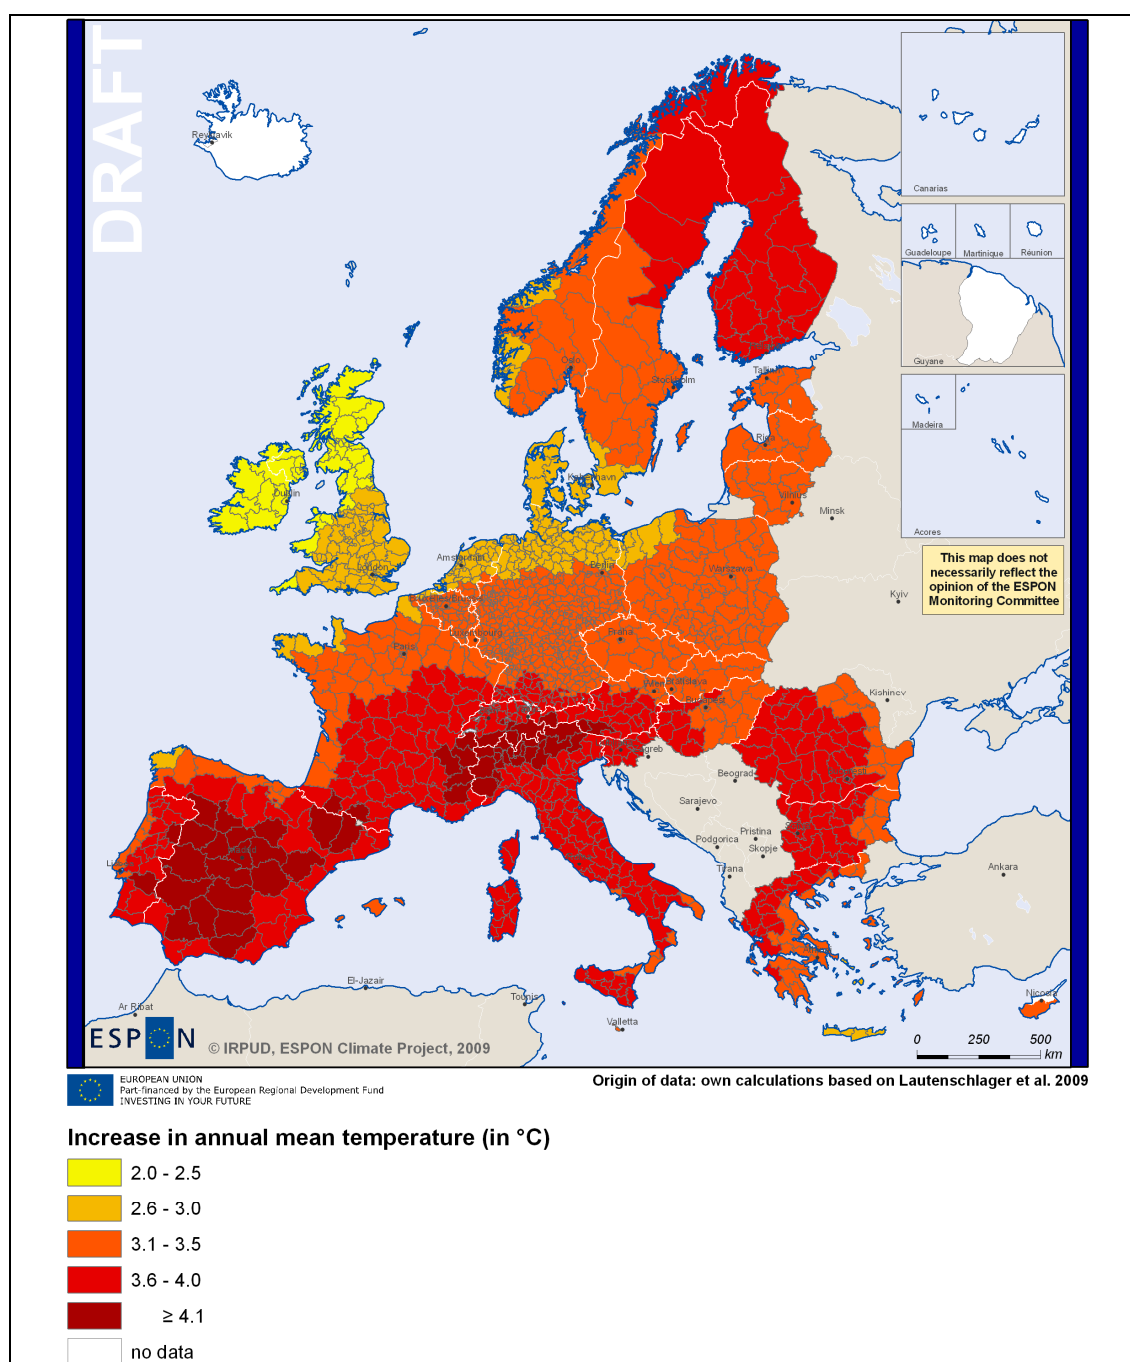 DRAFT
Reykjavik
Canarias
Guadeloupe
Martinique
Réunion
Guyane
Madeira
Acores
This map does not
necessarily reflect the
opinion of the ESPON
Monitoring Committee
Oslo
Stockholm
Riga
Vilnius
Minsk
Dublin
København
Amsterdam
London
Berlin
Warszawa
Kyiv
Luxembourg
Paris
Praha
Wien
Bratislava
Budapest
Kishinev
Beograd
Sarajevo
Pristina
Podgorica
Skopje
Tirana
Ankara
Madrid
El-Jazair
Ar Ribat
Tounis
Valletta
Nicosia
ESPON
© IRPUD, ESPON Climate Project, 2009
0 250 500
km
EUROPEAN UNION
Part-financed by the European Regional Development Fund
INVESTING IN YOUR FUTURE
Origin of data: own calculations based on Lautenschlager et al. 2009
Increase in annual mean temperature (in °C)
2.0 - 2.5
2.6 - 3.0
3.1 - 3.5
3.6 - 4.0
≥ 4.1
no data